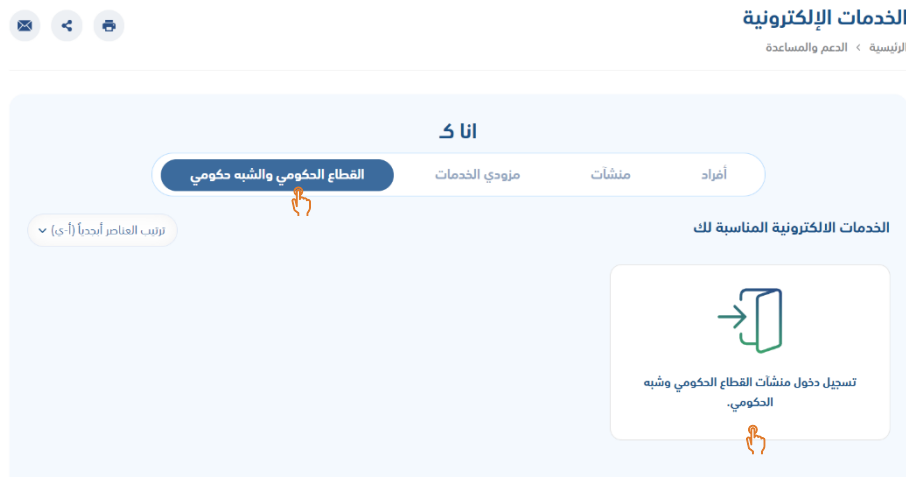 الخدمات الإلكترونية
الرئيسية › الدعم والمساعدة
انا كـ
أفراد
منشآت
مزودي الخدمات
القطاع الحكومي والشبه حكومي
الخدمات الالكترونية المناسبة لك
ترتيب العناصر أبجدياً (أ-ي)
تسجيل دخول منشآت القطاع الحكومي وشبه
الحكومي.